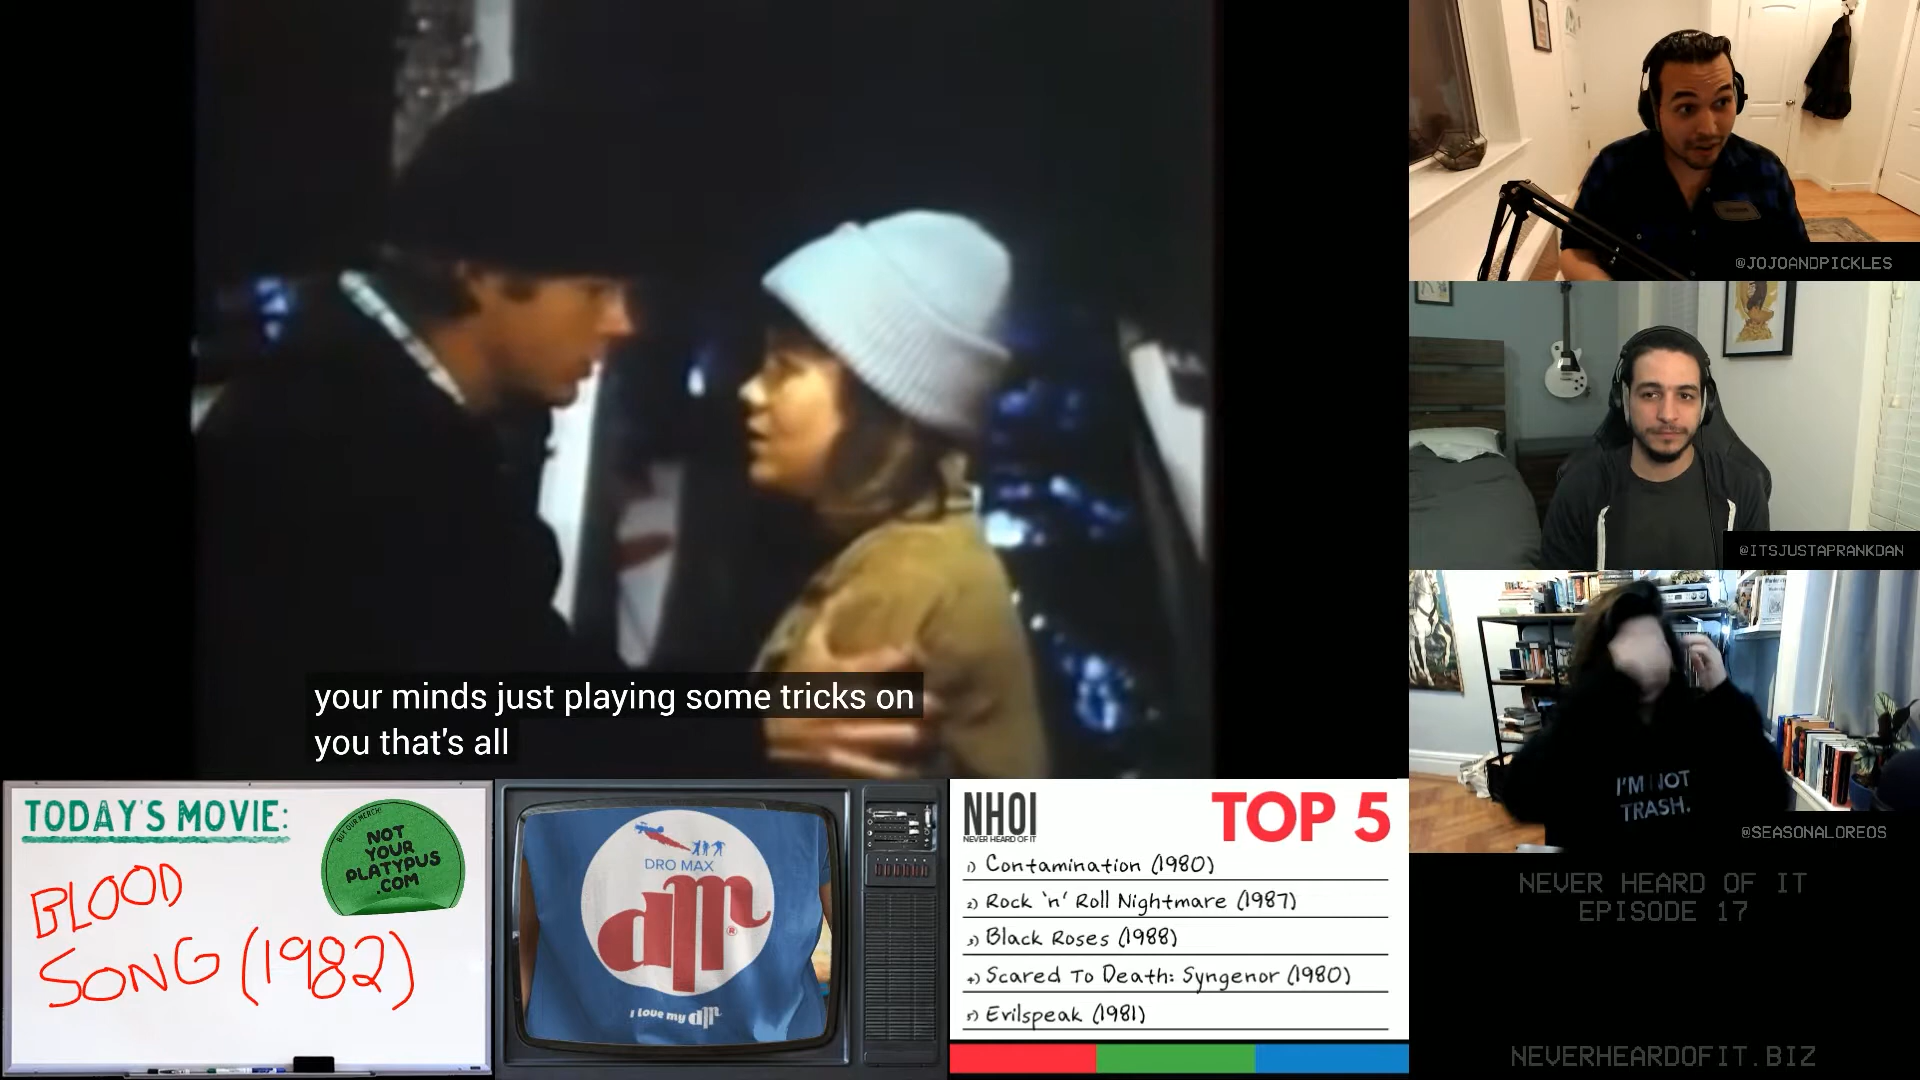 your minds just playing some tricks on
you that's all
TODAY'S MOVIE:
BUY OUR MERCH!
NOT
YOUR
PLATYPUS
.COM
BLOOD
SONG (1982)
DRO MAX
dm®
I love my dm
NHOI
NEVER HEARD OF IT
TOP 5
1) Contamination (1980)
2) Rock 'n' Roll Nightmare (1987)
3) Black Roses (1988)
4) Scared To Death: Syngenor (1980)
5) Evilspeak (1981)
@JOJOANDPICKLES
@ITSJUSTAPRANKDAN
I'M NOT
TRASH.
@SEASONALOREOS
NEVER HEARD OF IT
EPISODE 17
NEVERHEARDOFIT.BIZ